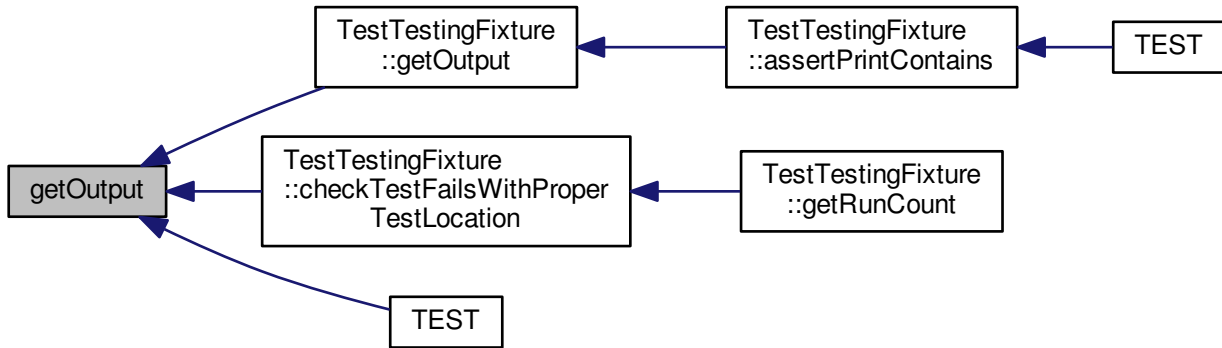 getOutput
TestTestingFixture
::getOutput
TestTestingFixture
::assertPrintContains
TEST
TestTestingFixture
::checkTestFailsWithProper
TestLocation
TestTestingFixture
::getRunCount
TEST